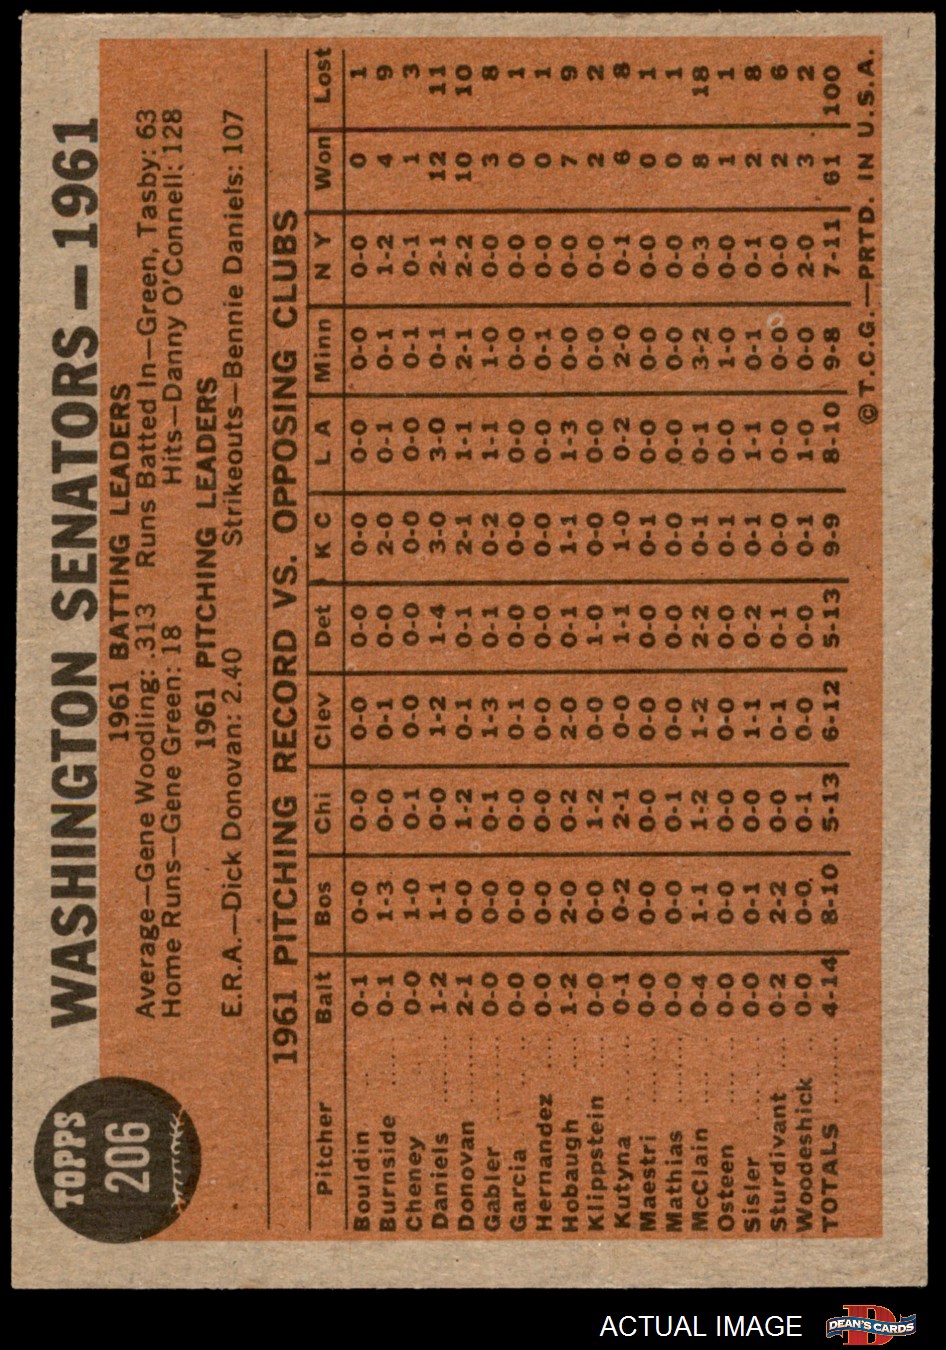 TOPPS
206
WASHINGTON SENATORS—1961
1961 BATTING LEADERS
Average—Gene Woodling: .313 Runs Batted In—Green, Tasby: 63
Home Runs—Gene Green: 18 Hits—Danny O'Connell: 128
1961 PITCHING LEADERS
E.R.A.—Dick Donovan: 2.40 Strikeouts—Bennie Daniels: 107
1961 PITCHING RECORD VS. OPPOSING CLUBS
Pitcher Balt Bos Chi Clev Det K C L A Minn N Y Won Lost
Bouldin 0-1 0-0 0-0 0-0 0-0 0-0 0-0 0-0 0-0 0 1
Burnside 0-1 1-3 0-0 0-1 0-0 2-0 0-1 0-1 1-2 4 9
Cheney 0-0 1-0 0-1 0-0 0-0 0-0 0-0 0-1 0-1 1 3
Daniels 1-2 1-1 0-0 1-2 1-4 3-0 3-0 0-1 2-1 12 11
Donovan 2-1 0-0 1-2 0-1 0-1 2-1 1-1 2-1 2-2 10 10
Gabler 0-0 0-0 0-1 1-3 0-1 0-2 1-1 1-0 0-0 3 8
Garcia 0-0 0-0 0-0 0-1 0-0 0-0 0-0 0-0 0-0 0 1
Hernandez 0-0 0-0 0-0 0-0 0-0 0-0 0-0 0-1 0-0 0 1
Hobaugh 1-2 2-0 0-2 2-0 0-1 1-1 1-3 0-0 0-0 7 9
Klippstein 0-0 0-0 1-2 0-0 1-0 0-0 0-0 0-0 0-0 2 2
Kutyna 0-1 0-2 2-1 0-0 1-1 1-0 0-2 2-0 0-1 6 8
Maestri 0-0 0-0 0-0 0-0 0-0 0-1 0-0 0-0 0-0 0 1
Mathias 0-0 0-0 0-1 0-0 0-0 0-0 0-0 0-0 0-0 0 1
McClain 0-4 1-1 1-2 1-2 2-2 0-1 0-1 3-2 0-3 8 18
Osteen 0-0 0-0 0-0 0-0 0-0 0-1 0-0 1-0 0-0 1 1
Sisler 0-0 0-1 0-0 1-1 0-2 0-1 1-1 0-1 0-1 2 8
Sturdivant 0-2 2-2 0-0 0-1 0-1 0-0 0-0 0-0 0-0 2 6
Woodeshick 0-0 0-0 0-1 0-0 0-0 0-1 1-0 0-0 2-0 3 2
TOTALS 4-14 8-10 5-13 6-12 5-13 9-9 8-10 9-8 7-11 61 100
©T.C.G.—PRTD. IN U.S.A.
ACTUAL IMAGE
D
DEAN'S CARDS